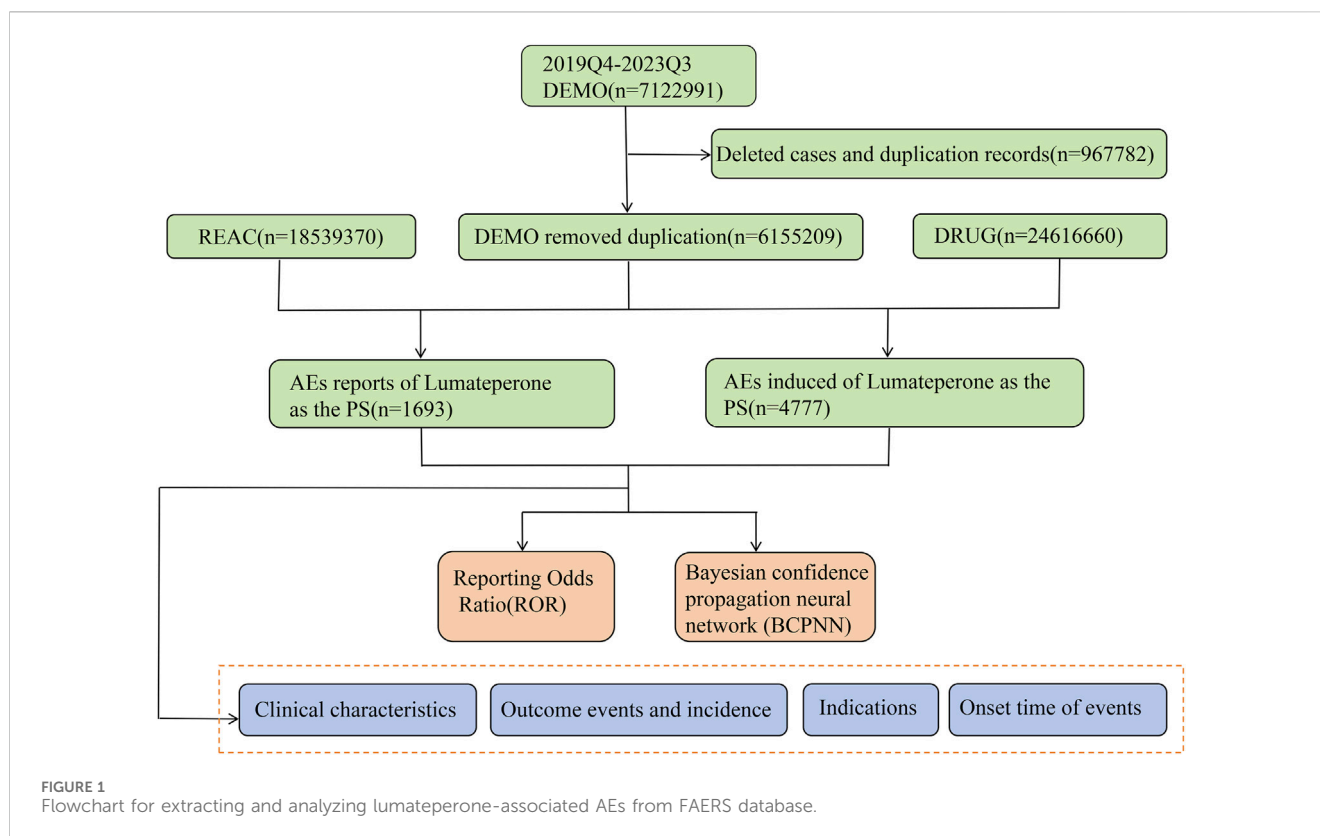 2019Q4-2023Q3
DEMO(n=7122991)
Deleted cases and duplication records(n=967782)
REAC(n=18539370)
DEMO removed duplication(n=6155209)
DRUG(n=24616660)
AEs reports of Lumateperone
as the PS(n=1693)
AEs induced of Lumateperone as the
PS(n=4777)
Reporting Odds
Ratio(ROR)
Bayesian confidence
propagation neural
network (BCPNN)
Clinical characteristics
Outcome events and incidence
Indications
Onset time of events
FIGURE 1
Flowchart for extracting and analyzing lumateperone-associated AEs from FAERS database.